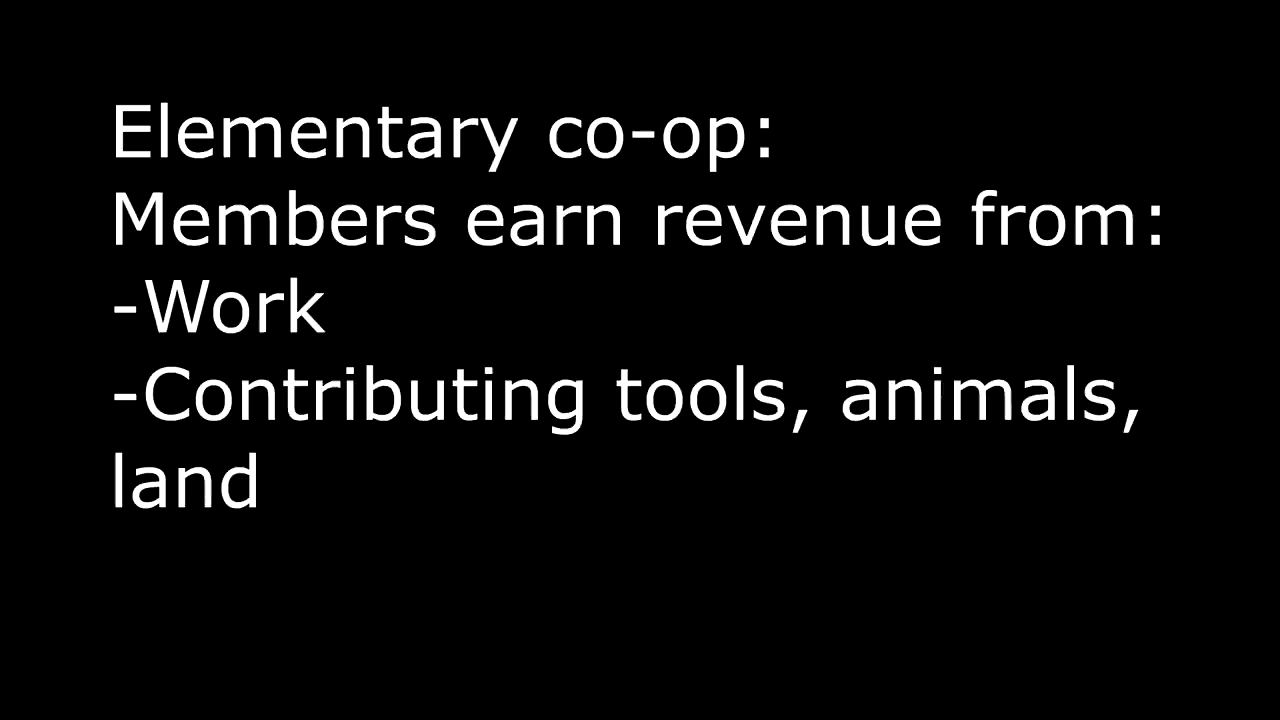 Elementary co-op:
Members earn revenue from:
-Work
-Contributing tools, animals,
land